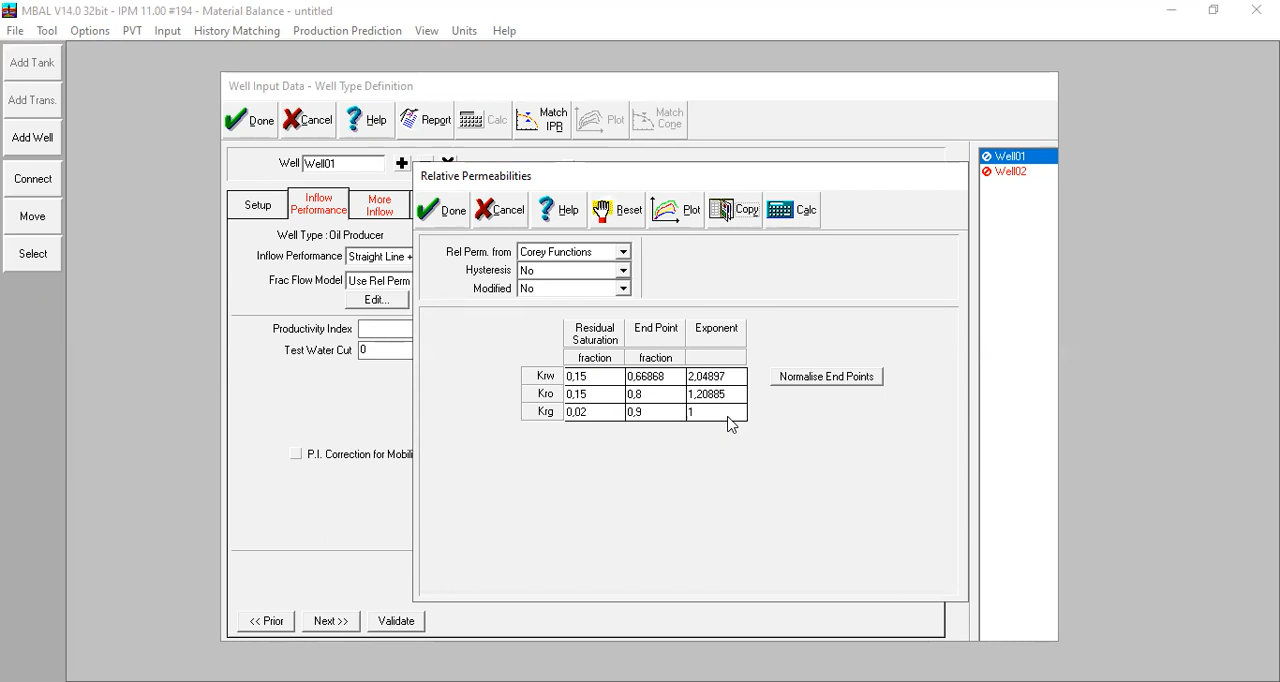 MBAL V14.0 32bit - IPM 11.00 #194 - Material Balance - untitled
File Tool Options PVT Input History Matching Production Prediction View Units Help
Add Tank
Add Trans.
Add Well
Connect
Move
Select
Well Input Data - Well Type Definition
Done Cancel Help Report Calc Match IPR Plot Match Cone
Well Well01
Well01
Well02
Setup Inflow Performance More Inflow
Well Type : Oil Producer
Inflow Performance Straight Line +
Frac Flow Model Use Rel Perm
Edit...
Productivity Index
Test Water Cut 0
P.I. Correction for Mobili
<< Prior Next >> Validate
Relative Permeabilities
Done Cancel Help Reset Plot Copy Calc
Rel Perm. from Corey Functions
Hysteresis No
Modified No
Residual Saturation End Point Exponent
fraction fraction
Krw 0,15 0,66868 2,04897
Kro 0,15 0,8 1,20885
Krg 0,02 0,9 1
Normalise End Points